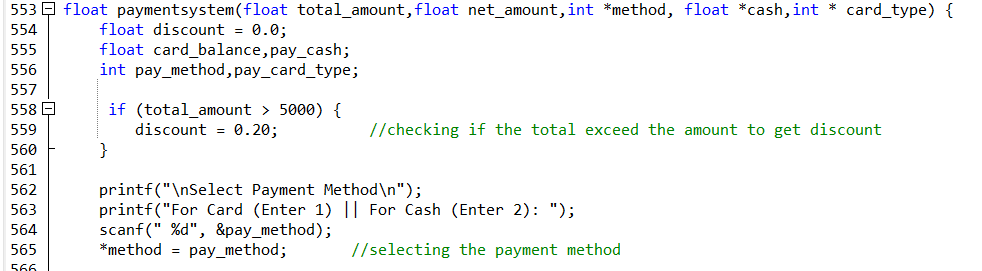 553 float paymentsystem(float total_amount,float net_amount,int *method, float *cash,int * card_type) {
554 float discount = 0.0;
555 float card_balance,pay_cash;
556 int pay_method,pay_card_type;
557
558 if (total_amount > 5000) {
559 discount = 0.20; //checking if the total exceed the amount to get discount
560 }
561
562 printf("\nSelect Payment Method\n");
563 printf("For Card (Enter 1) || For Cash (Enter 2): ");
564 scanf(" %d", &pay_method);
565 *method = pay_method; //selecting the payment method
566